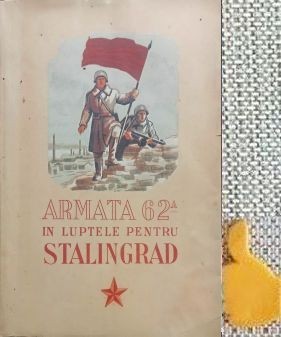 ARMATA 62A
IN LUPTELE PENTRU
STALINGRAD